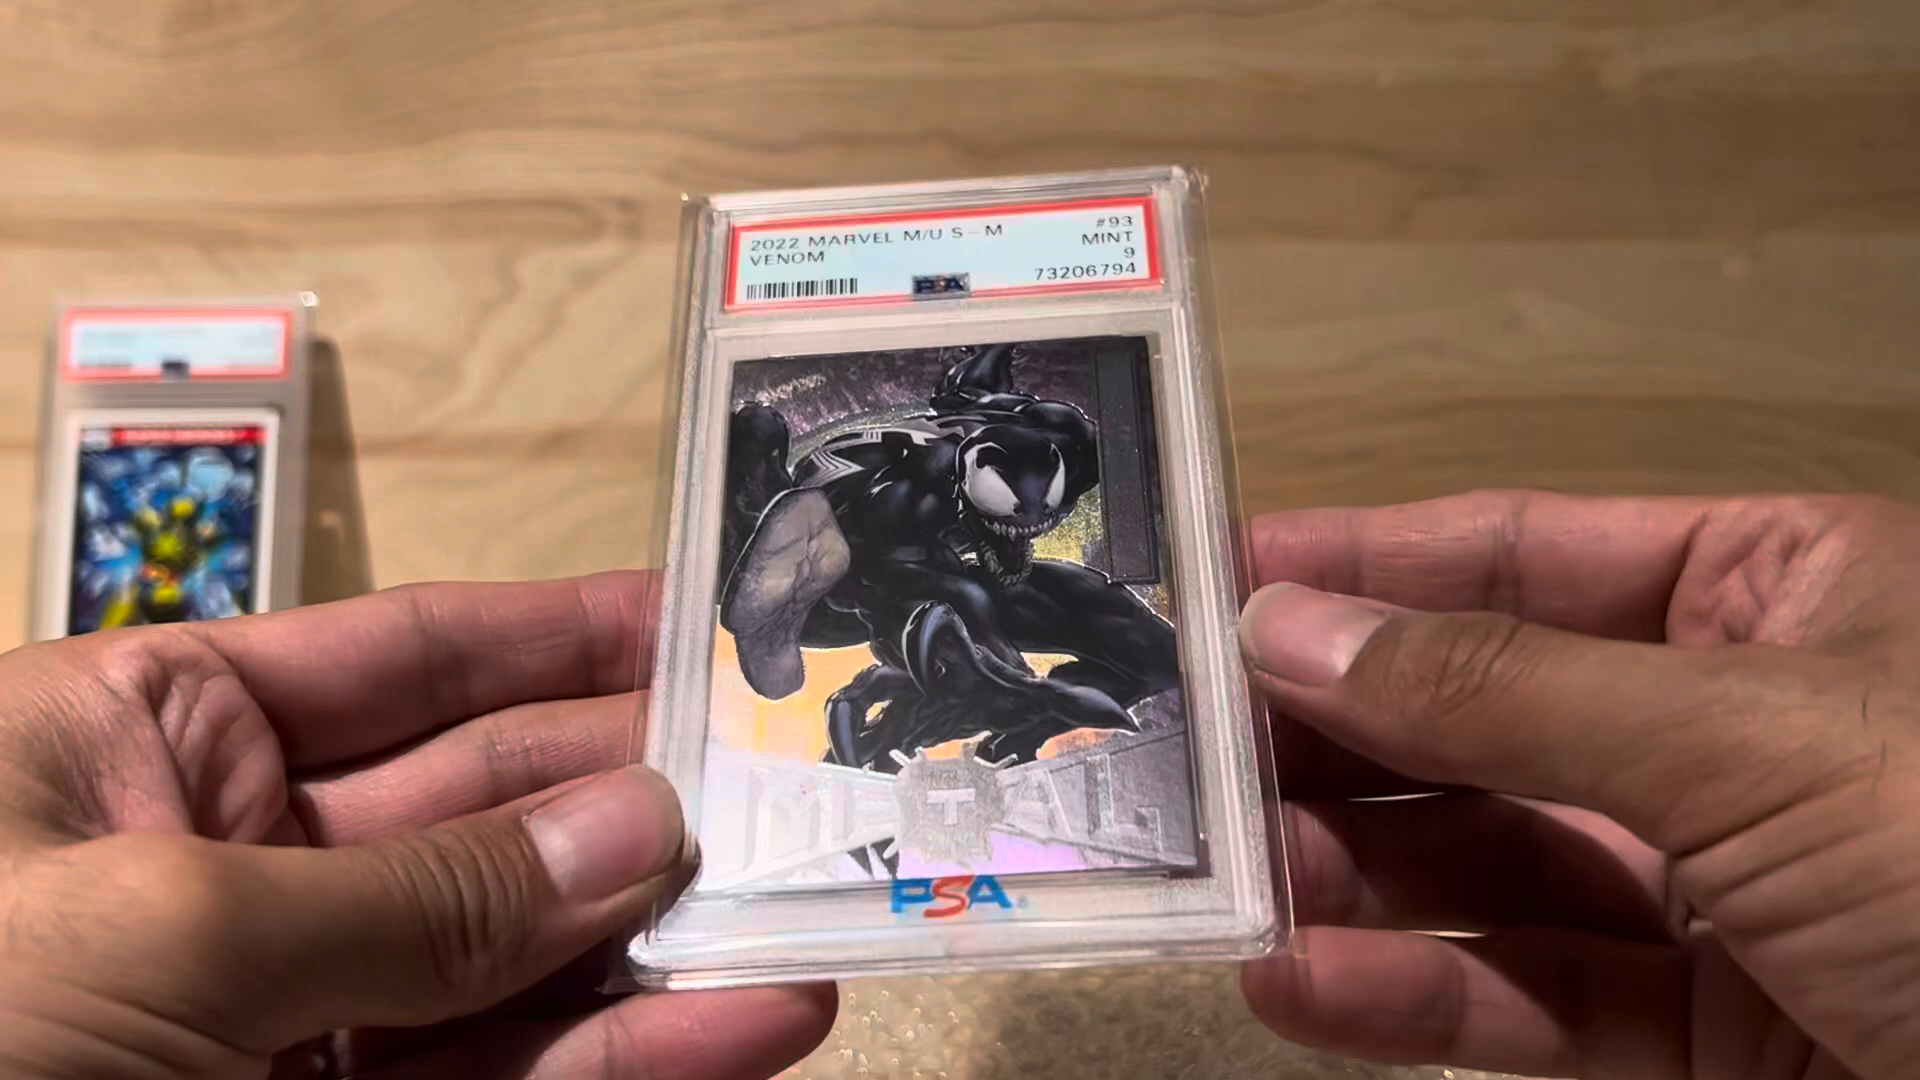 2022 MARVEL M/U S-M #93
VENOM MINT
9
PSA 73206794
METAL
PSA